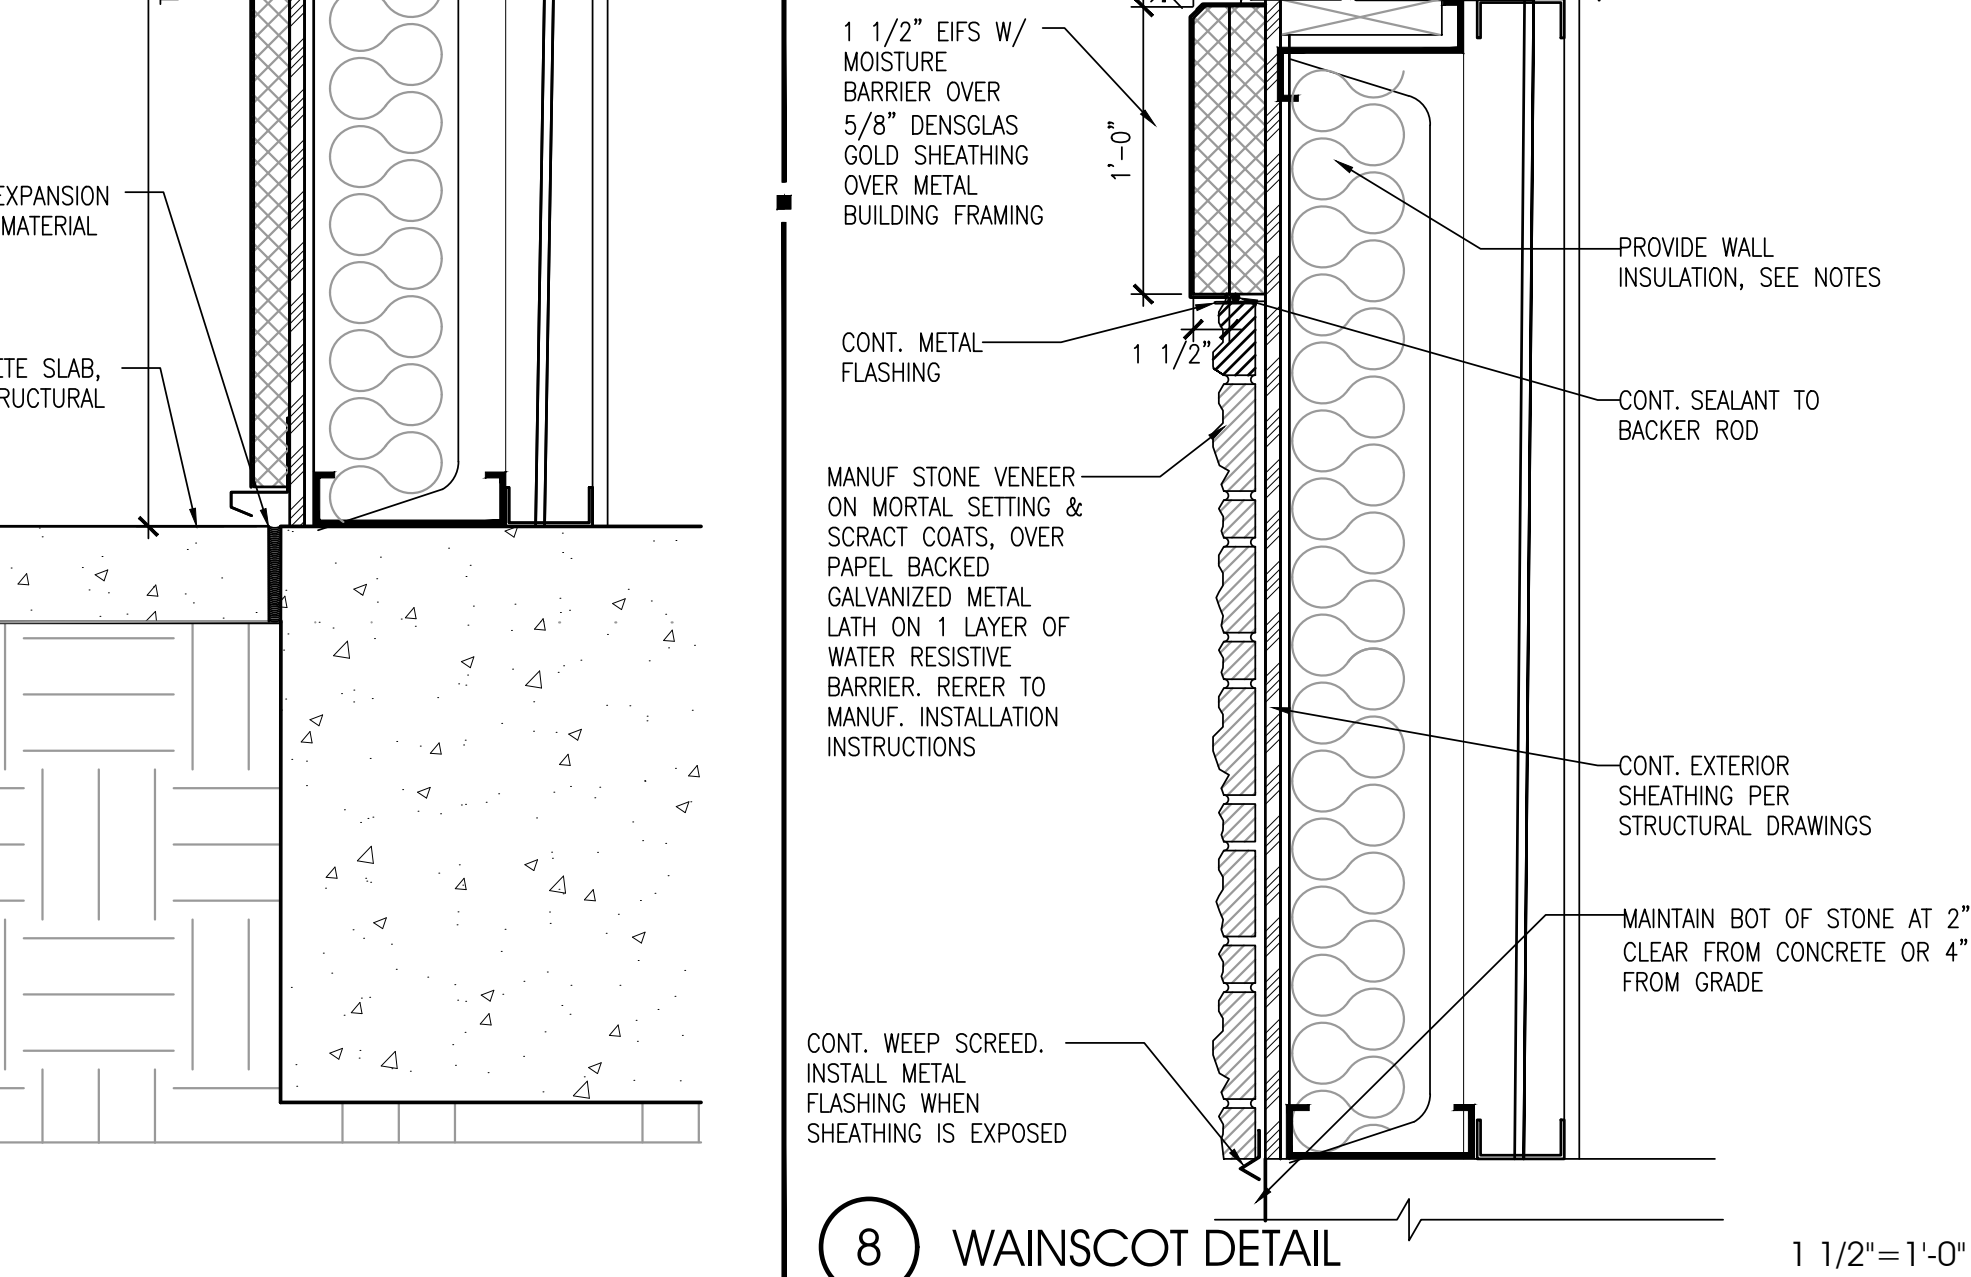 EXPANSION
MATERIAL
SLAB,
1 1/2" EIFS W/
MOISTURE
BARRIER OVER
5/8" DENSGLAS
GOLD SHEATHING
OVER METAL
BUILDING FRAMING
1'-0"
CONT. METAL
FLASHING
1 1/2"
MANUF STONE VENEER
ON MORTAL SETTING &
SCRACT COATS, OVER
PAPEL BACKED
GALVANIZED METAL
LATH ON 1 LAYER OF
WATER RESISTIVE
BARRIER. RERER TO
MANUF. INSTALLATION
INSTRUCTIONS
CONT. WEEP SCREED.
INSTALL METAL
FLASHING WHEN
SHEATHING IS EXPOSED
PROVIDE WALL
INSULATION, SEE NOTES
CONT. SEALANT TO
BACKER ROD
CONT. EXTERIOR
SHEATHING PER
STRUCTURAL DRAWINGS
MAINTAIN BOT OF STONE AT 2"
CLEAR FROM CONCRETE OR 4"
FROM GRADE
8 WAINSCOT DETAIL
1 1/2"=1'-0"